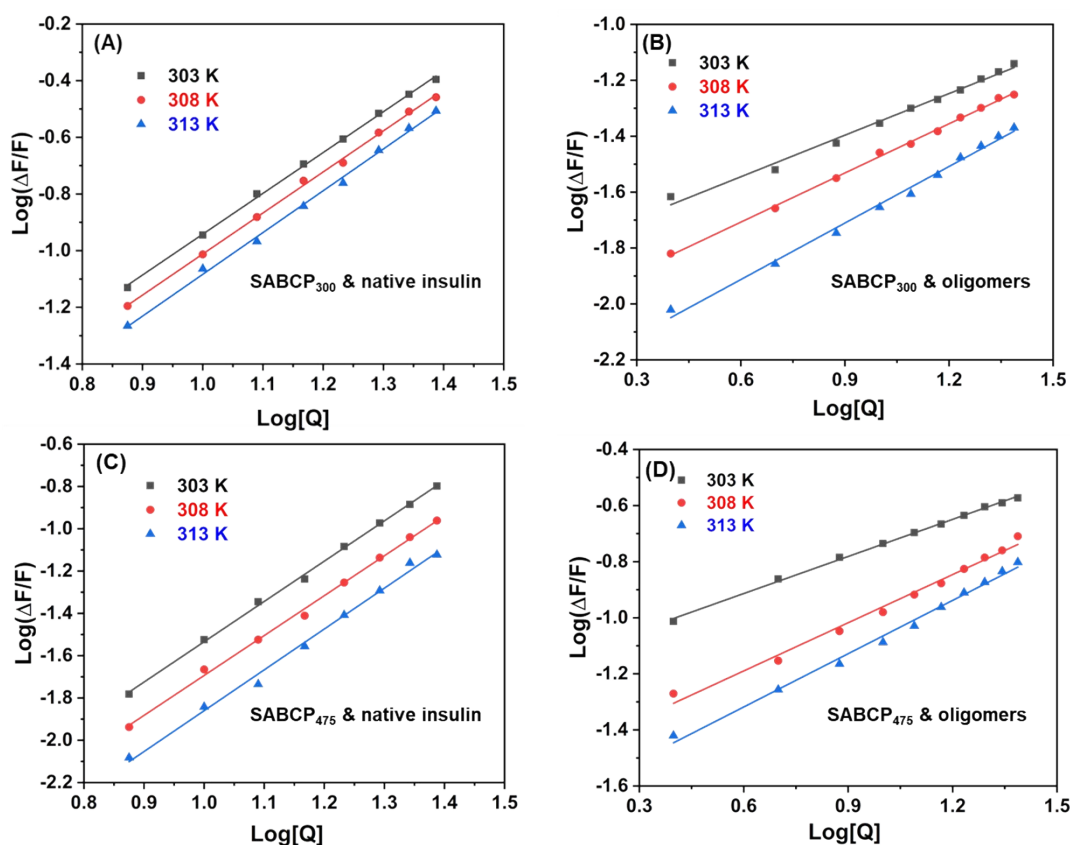 (A)
303 K
308 K
313 K
SABCP300 & native insulin
Log(ΔF/F)
-0.2
-0.4
-0.6
-0.8
-1.0
-1.2
-1.4
0.8 0.9 1.0 1.1 1.2 1.3 1.4 1.5
Log[Q]
(B)
303 K
308 K
313 K
SABCP300 & oligomers
Log(ΔF/F)
-1.0
-1.2
-1.4
-1.6
-1.8
-2.0
-2.2
0.3 0.6 0.9 1.2 1.5
Log[Q]
(C)
303 K
308 K
313 K
SABCP475 & native insulin
Log(ΔF/F)
-0.6
-0.8
-1.0
-1.2
-1.4
-1.6
-1.8
-2.0
-2.2
0.8 0.9 1.0 1.1 1.2 1.3 1.4 1.5
Log[Q]
(D)
303 K
308 K
313 K
SABCP475 & oligomers
Log(ΔF/F)
-0.4
-0.6
-0.8
-1.0
-1.2
-1.4
-1.6
0.3 0.6 0.9 1.2 1.5
Log[Q]